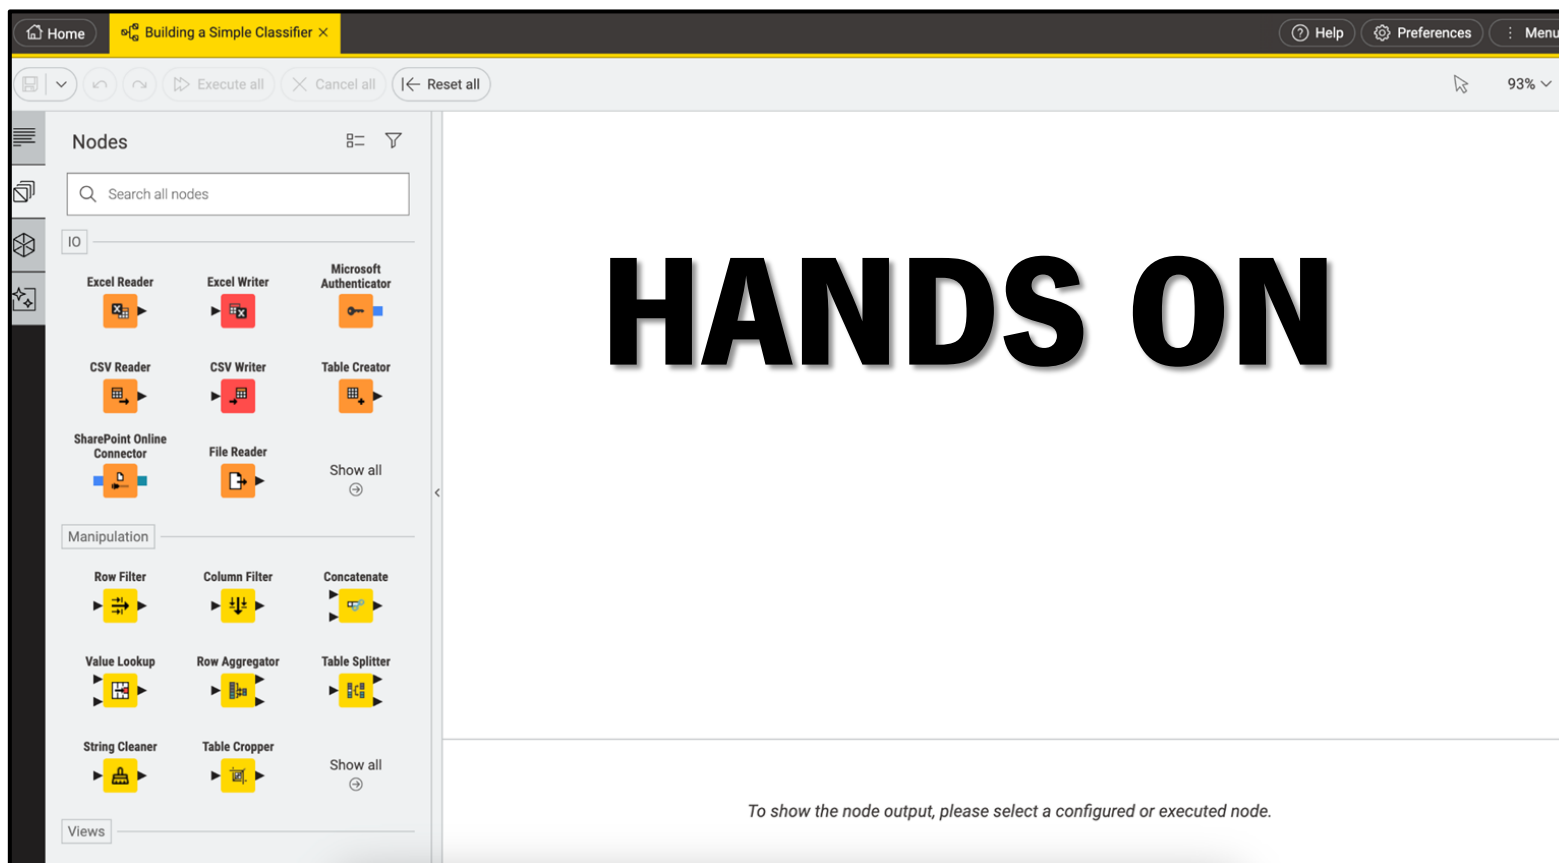 Home
Building a Simple Classifier ×
Help
Preferences
Menu
Execute all
Cancel all
Reset all
93%
Nodes
Search all nodes
IO
Excel Reader
Excel Writer
Microsoft
Authenticator
CSV Reader
CSV Writer
Table Creator
SharePoint Online
Connector
File Reader
Show all
Manipulation
Row Filter
Column Filter
Concatenate
Value Lookup
Row Aggregator
Table Splitter
String Cleaner
Table Cropper
Show all
Views
HANDS ON
To show the node output, please select a configured or executed node.